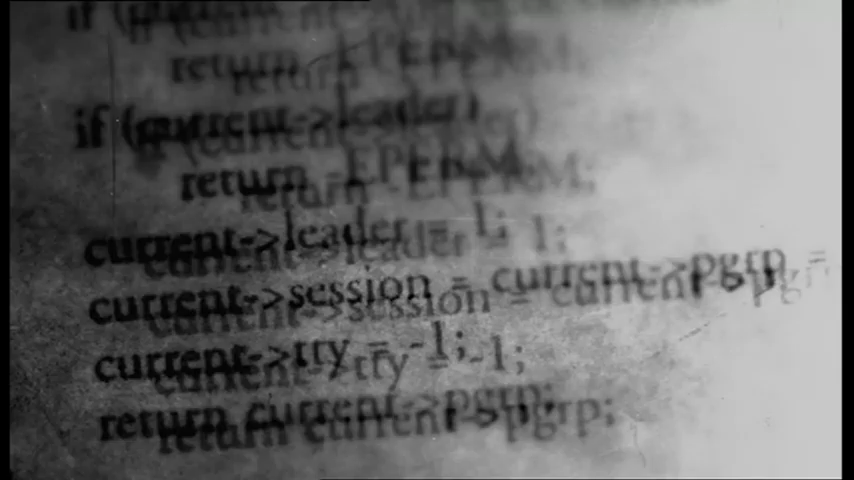 if (
return -EPERM;
if (current->leader)
return -EPERM;
current->leader = 1;
current->session = current->pgrp =
current->tty = -1;
return current->pgrp;